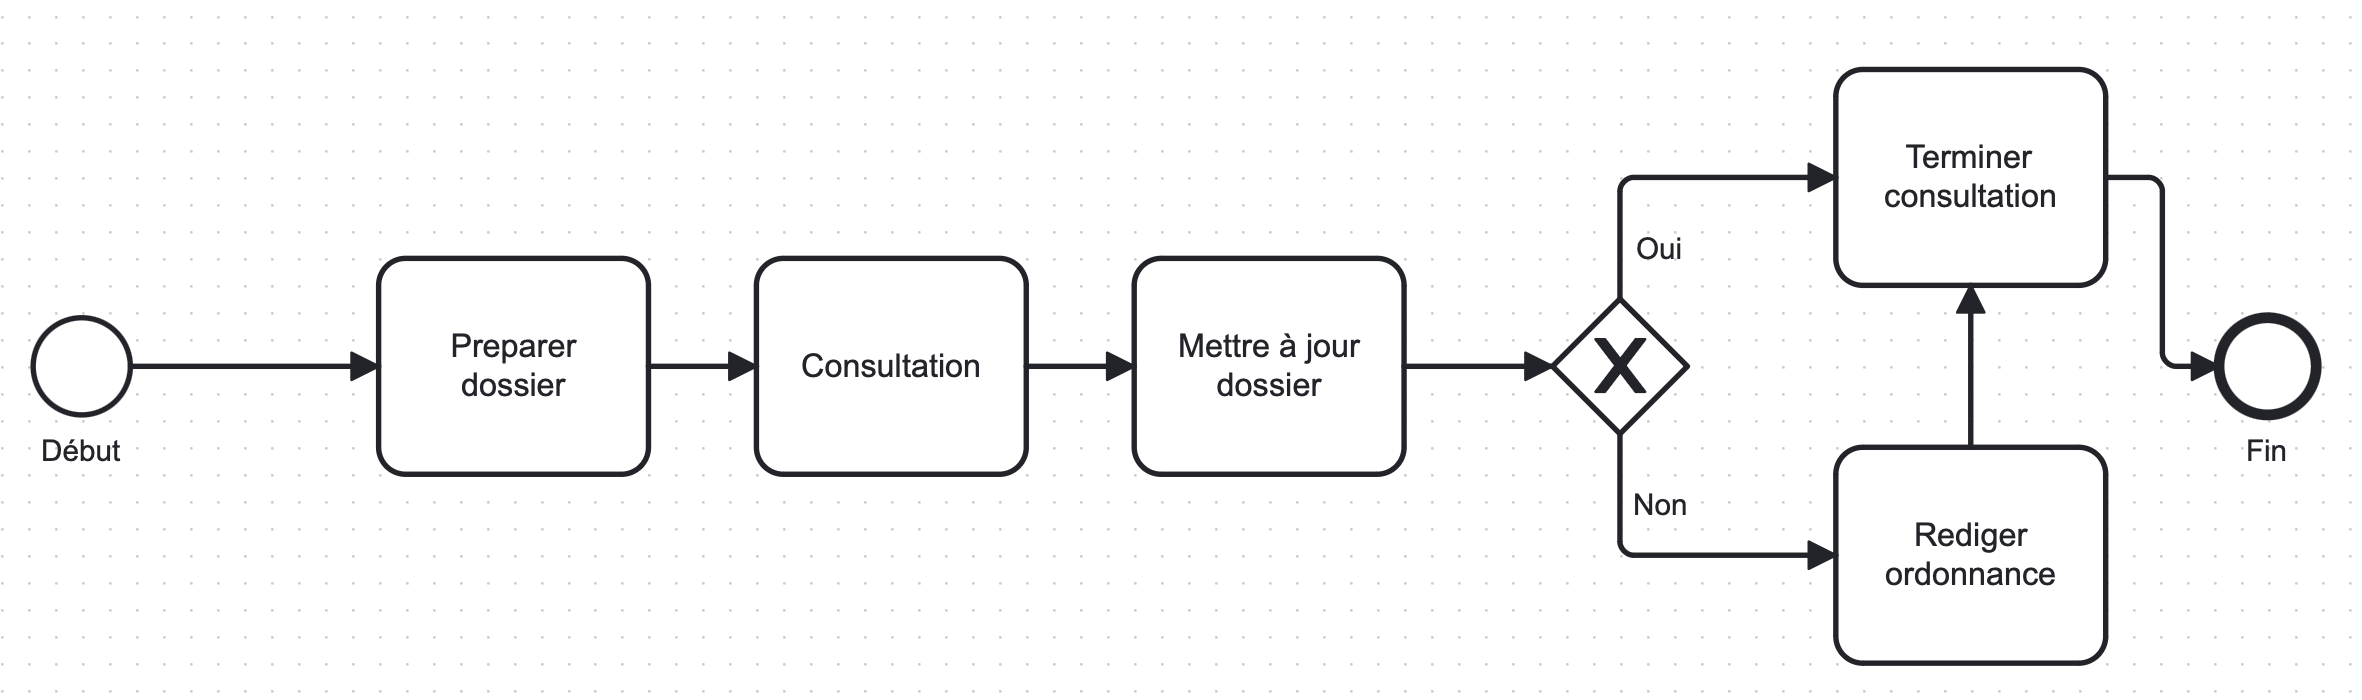 Début
Preparer
dossier
Consultation
Mettre à jour
dossier
X
Oui
Non
Terminer
consultation
Rediger
ordonnance
Fin